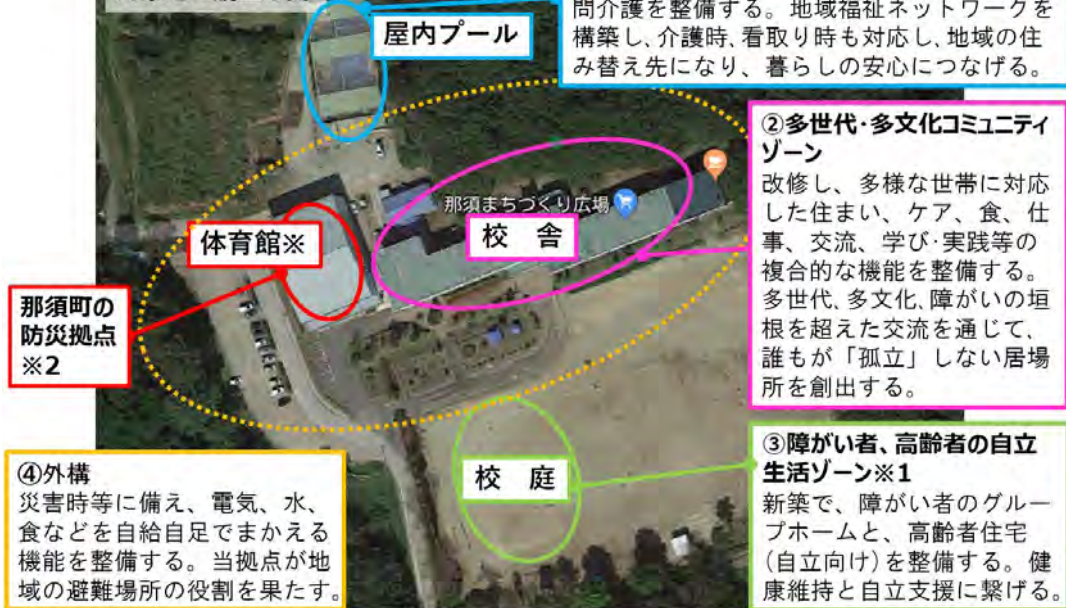 問介護を整備する。地域福祉ネットワークを
構築し、介護時、看取り時も対応し、地域の住
み替え先になり、暮らしの安心につなげる。
屋内プール
②多世代・多文化コミュニティ
ゾーン
改修し、多様な世帯に対応
した住まい、ケア、食、仕
事、交流、学び・実践等の
複合的な機能を整備する。
多世代、多文化、障がいの垣
根を超えた交流を通じて、
誰もが「孤立」しない居場
所を創出する。
那須まちづくり広場
校 舎
体育館※
那須町の
防災拠点
※2
③障がい者、高齢者の自立
生活ゾーン※1
新築で、障がい者のグルー
プホームと、高齢者住宅
(自立向け)を整備する。健
康維持と自立支援に繋げる。
校 庭
④外構
災害時等に備え、電気、水、
食などを自給自足でまかえる
機能を整備する。当拠点が地
域の避難場所の役割を果たす。